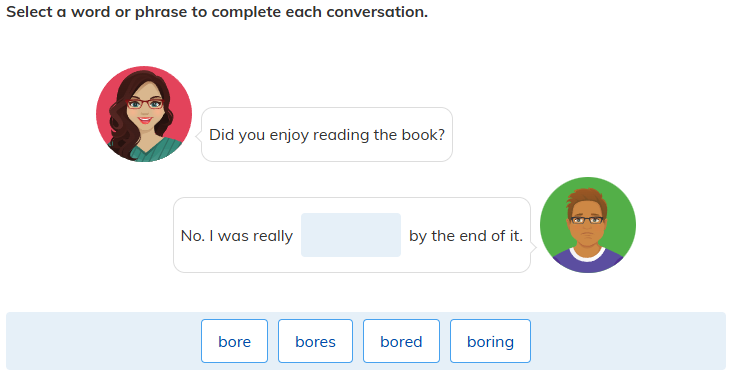 Select a word or phrase to complete each conversation.
Did you enjoy reading the book?
No. I was really by the end of it.
bore bores bored boring